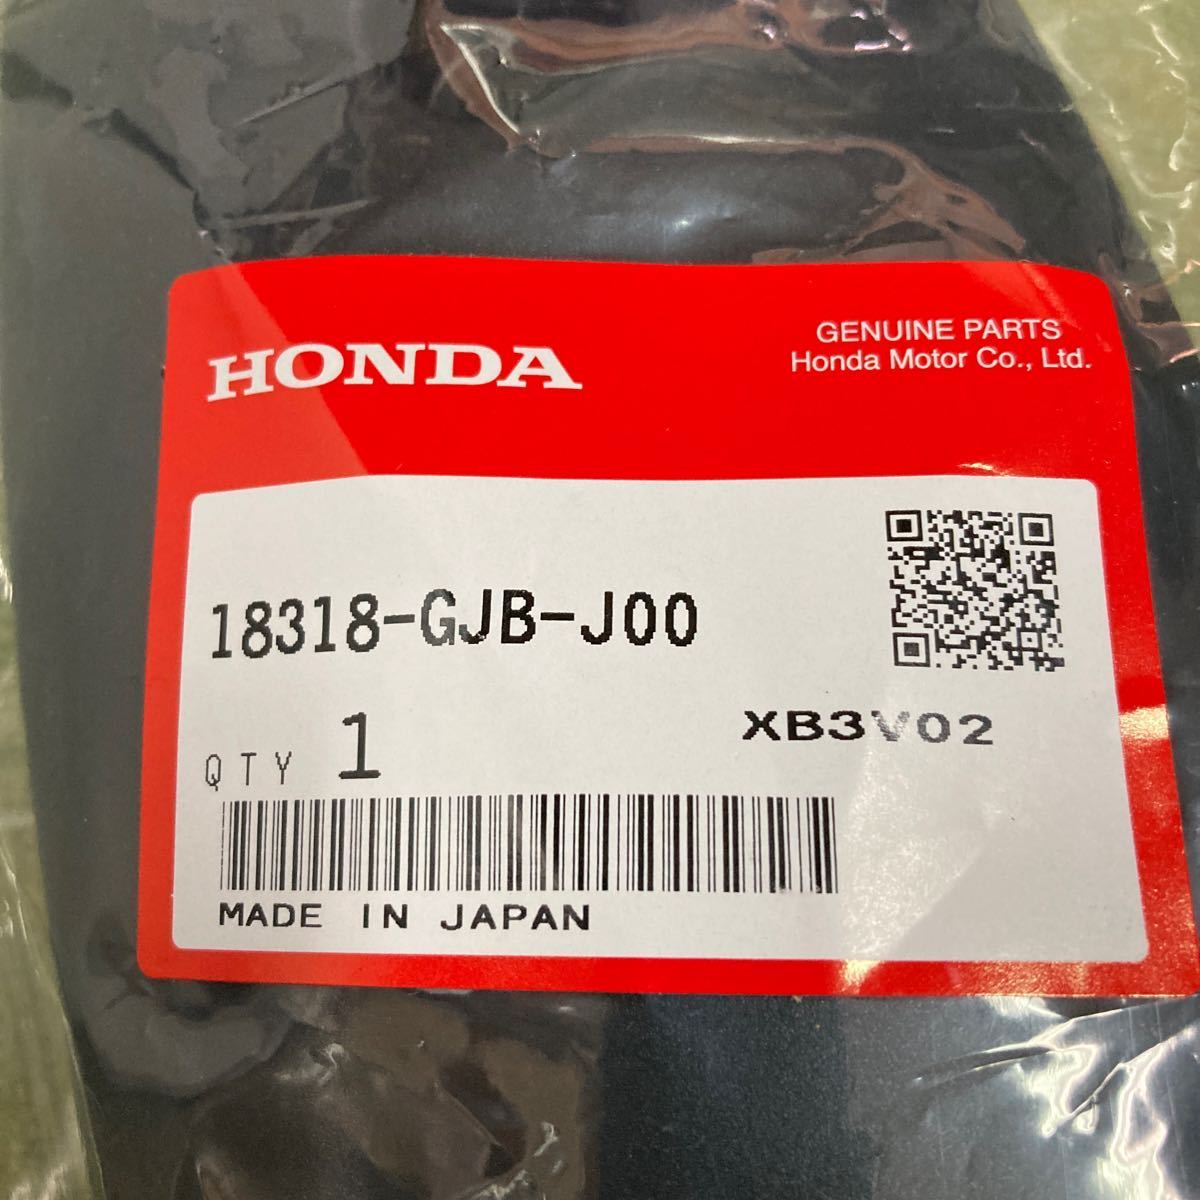 HONDA
GENUINE PARTS
Honda Motor Co., Ltd.
18318-GJB-J00
QTY 1
XB3V02
MADE IN JAPAN